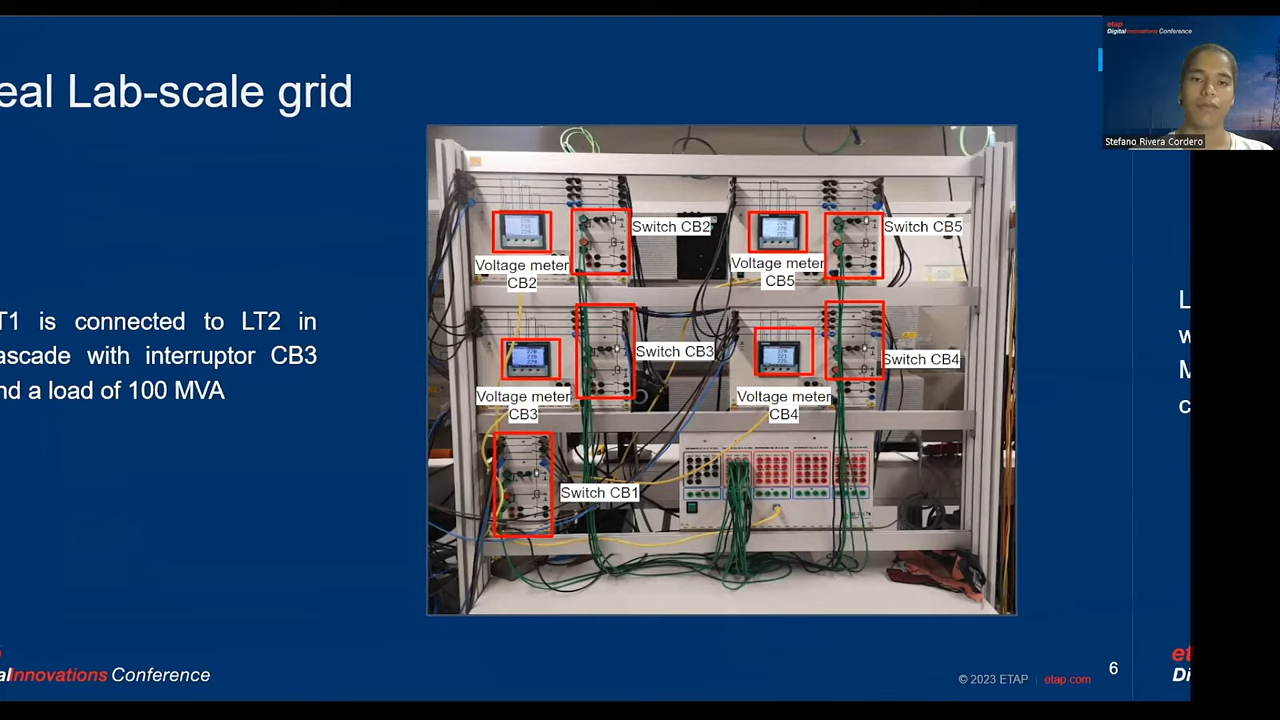 eal Lab-scale grid
T1 is connected to LT2 in
ascade with interruptor CB3
nd a load of 100 MVA
Switch CB2
Switch CB5
Voltage meter
CB2
Voltage meter
CB5
Switch CB3
Switch CB4
Voltage meter
CB3
Voltage meter
CB4
Switch CB1
alInnovations Conference
© 2023 ETAP
etap.com
6
L
w
M
c
et
Di
etap
Digital Innovations Conference
Stefano Rivera Cordero